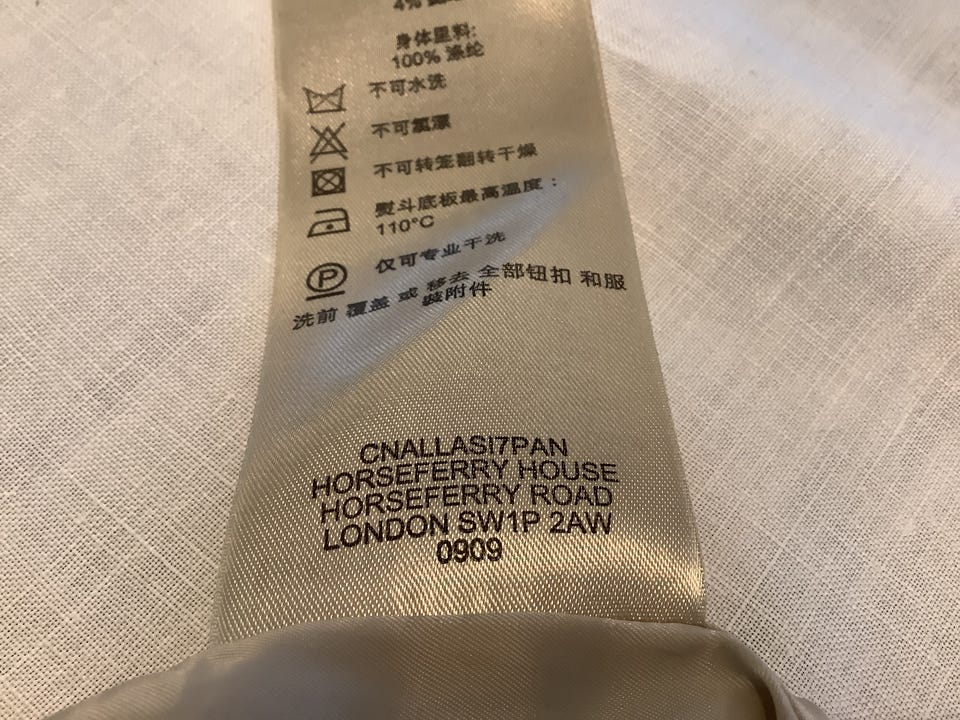 4%
身体里料:
100% 涤纶
不可水洗
不可氯漂
不可转笼翻转干燥
熨斗底板最高温度:
110°C
P
仅可专业干洗
洗前 覆盖 或 移去 全部钮扣 和服
装附件
CNALLASI7PAN
HORSEFERRY HOUSE
HORSEFERRY ROAD
LONDON SW1P 2AW
0909